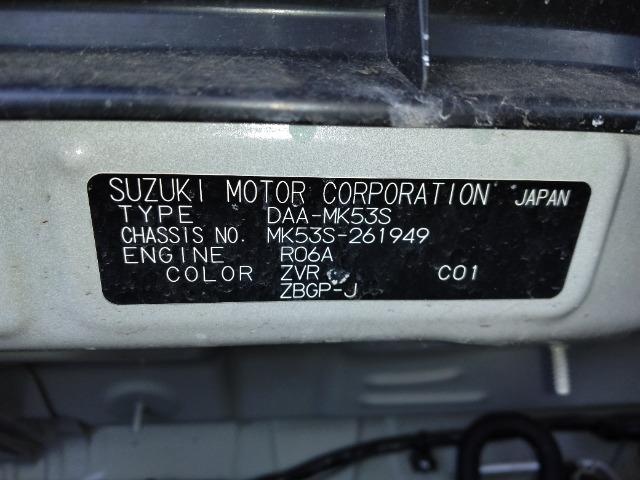 SUZUKI MOTOR CORPORATION JAPAN
TYPE DAA-MK53S
CHASSIS NO. MK53S-261949
ENGINE R06A
COLOR ZVR C01
ZBGP-J